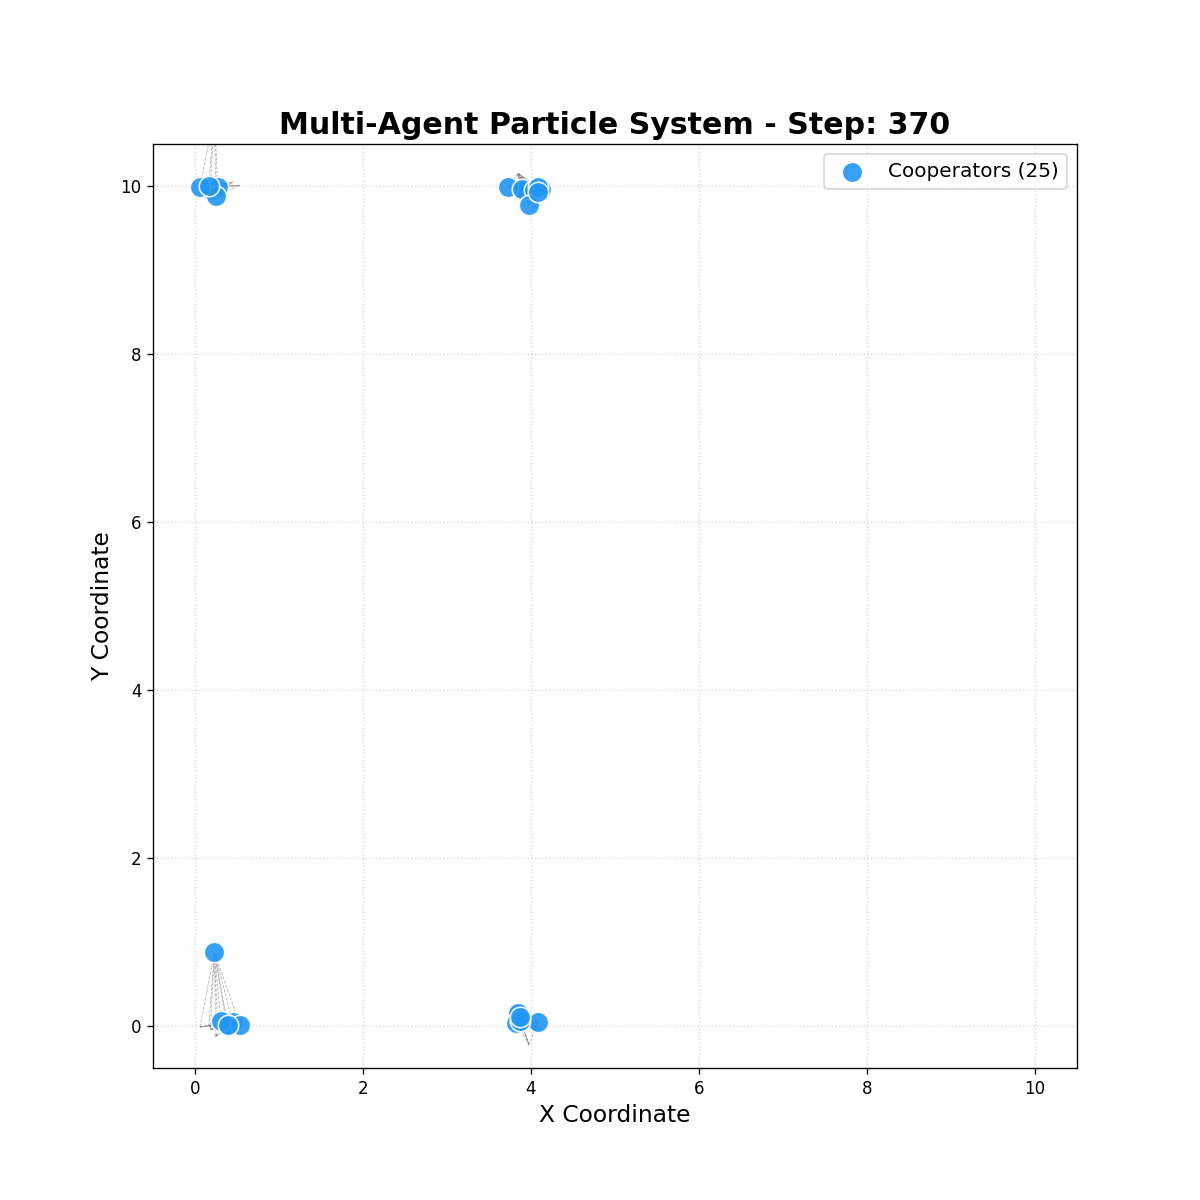 Multi-Agent Particle System - Step: 370
Cooperators (25)
10
8
6
4
2
0
Y Coordinate
0 2 4 6 8 10
X Coordinate